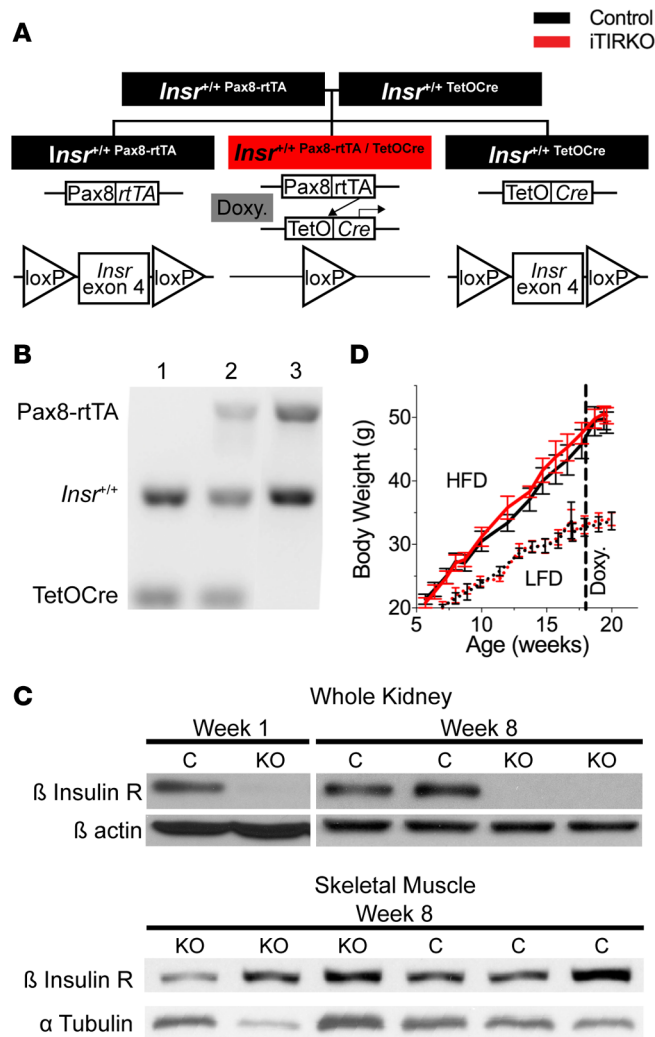 A
Control
iTIRKO
Insr+/+ Pax8-rtTA
Insr+/+ TetOCre
Insr+/+ Pax8-rtTA
Insr+/+ Pax8-rtTA / TetOCre
Insr+/+ TetOCre
Pax8 rtTA
Doxy.
Pax8 rtTA
TetO Cre
TetO Cre
loxP Insr exon 4 loxP
loxP
loxP Insr exon 4 loxP
B
1 2 3
Pax8-rtTA
Insr+/+
TetOCre
D
Body Weight (g)
50
40
30
20
HFD
LFD
Doxy.
5 10 15 20
Age (weeks)
C
Whole Kidney
Week 1 Week 8
C KO C C KO KO
ß Insulin R
ß actin
Skeletal Muscle
Week 8
KO KO KO C C C
ß Insulin R
α Tubulin